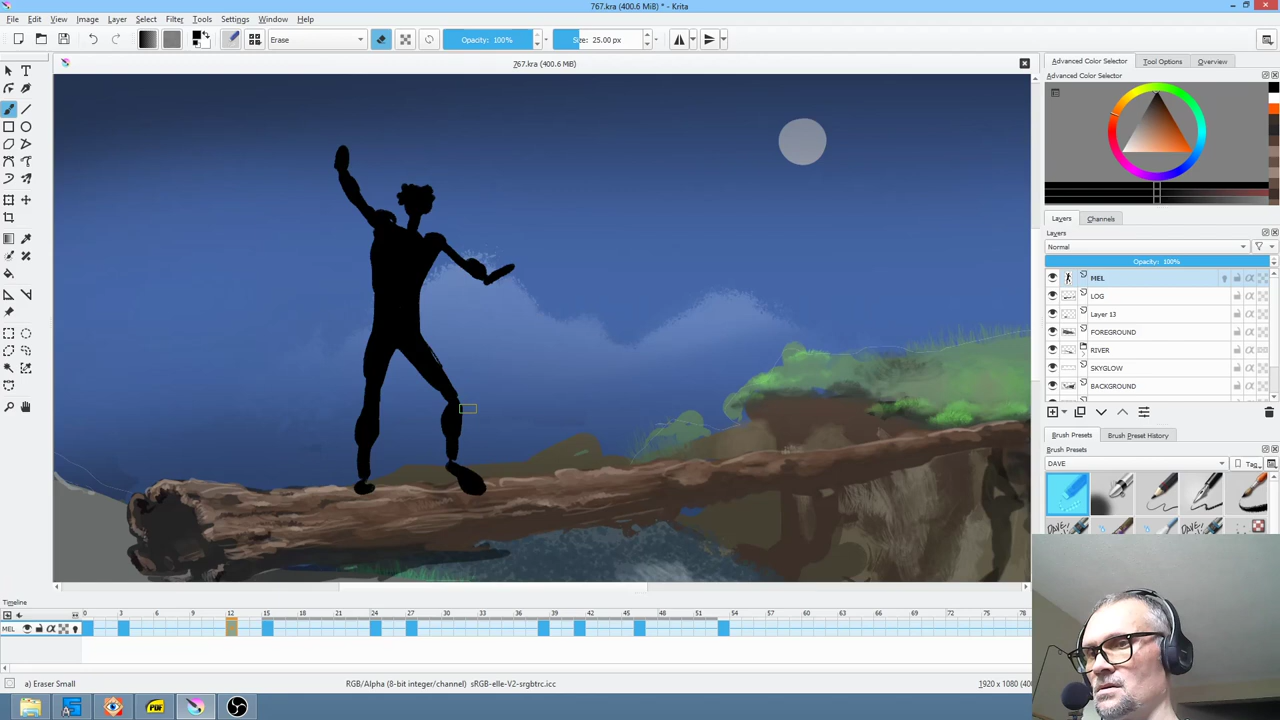 767.kra (400.6 MiB) * - Krita
File Edit View Image Layer Select Filter Tools Settings Window Help
Erase Opacity: 100% Size: 25.00 px
767.kra (400.6 MiB)
Advanced Color Selector Tool Options Overview
Advanced Color Selector
Layers Channels
Layers
Normal
Opacity: 100%
MEL
LOG
Layer 13
FOREGROUND
RIVER
SKYGLOW
BACKGROUND
Brush Presets Brush Preset History
Brush Presets
DAVE Tag
Timeline
0 3 6 9 12 15 18 21 24 27 30 33 36 39 42 45 48 51 54 57 60 63 66 69 72 75 78
MEL
a) Eraser Small RGB/Alpha (8-bit integer/channel) sRGB-elle-V2-srgbtrc.icc 1920 x 1080 (40
PDF